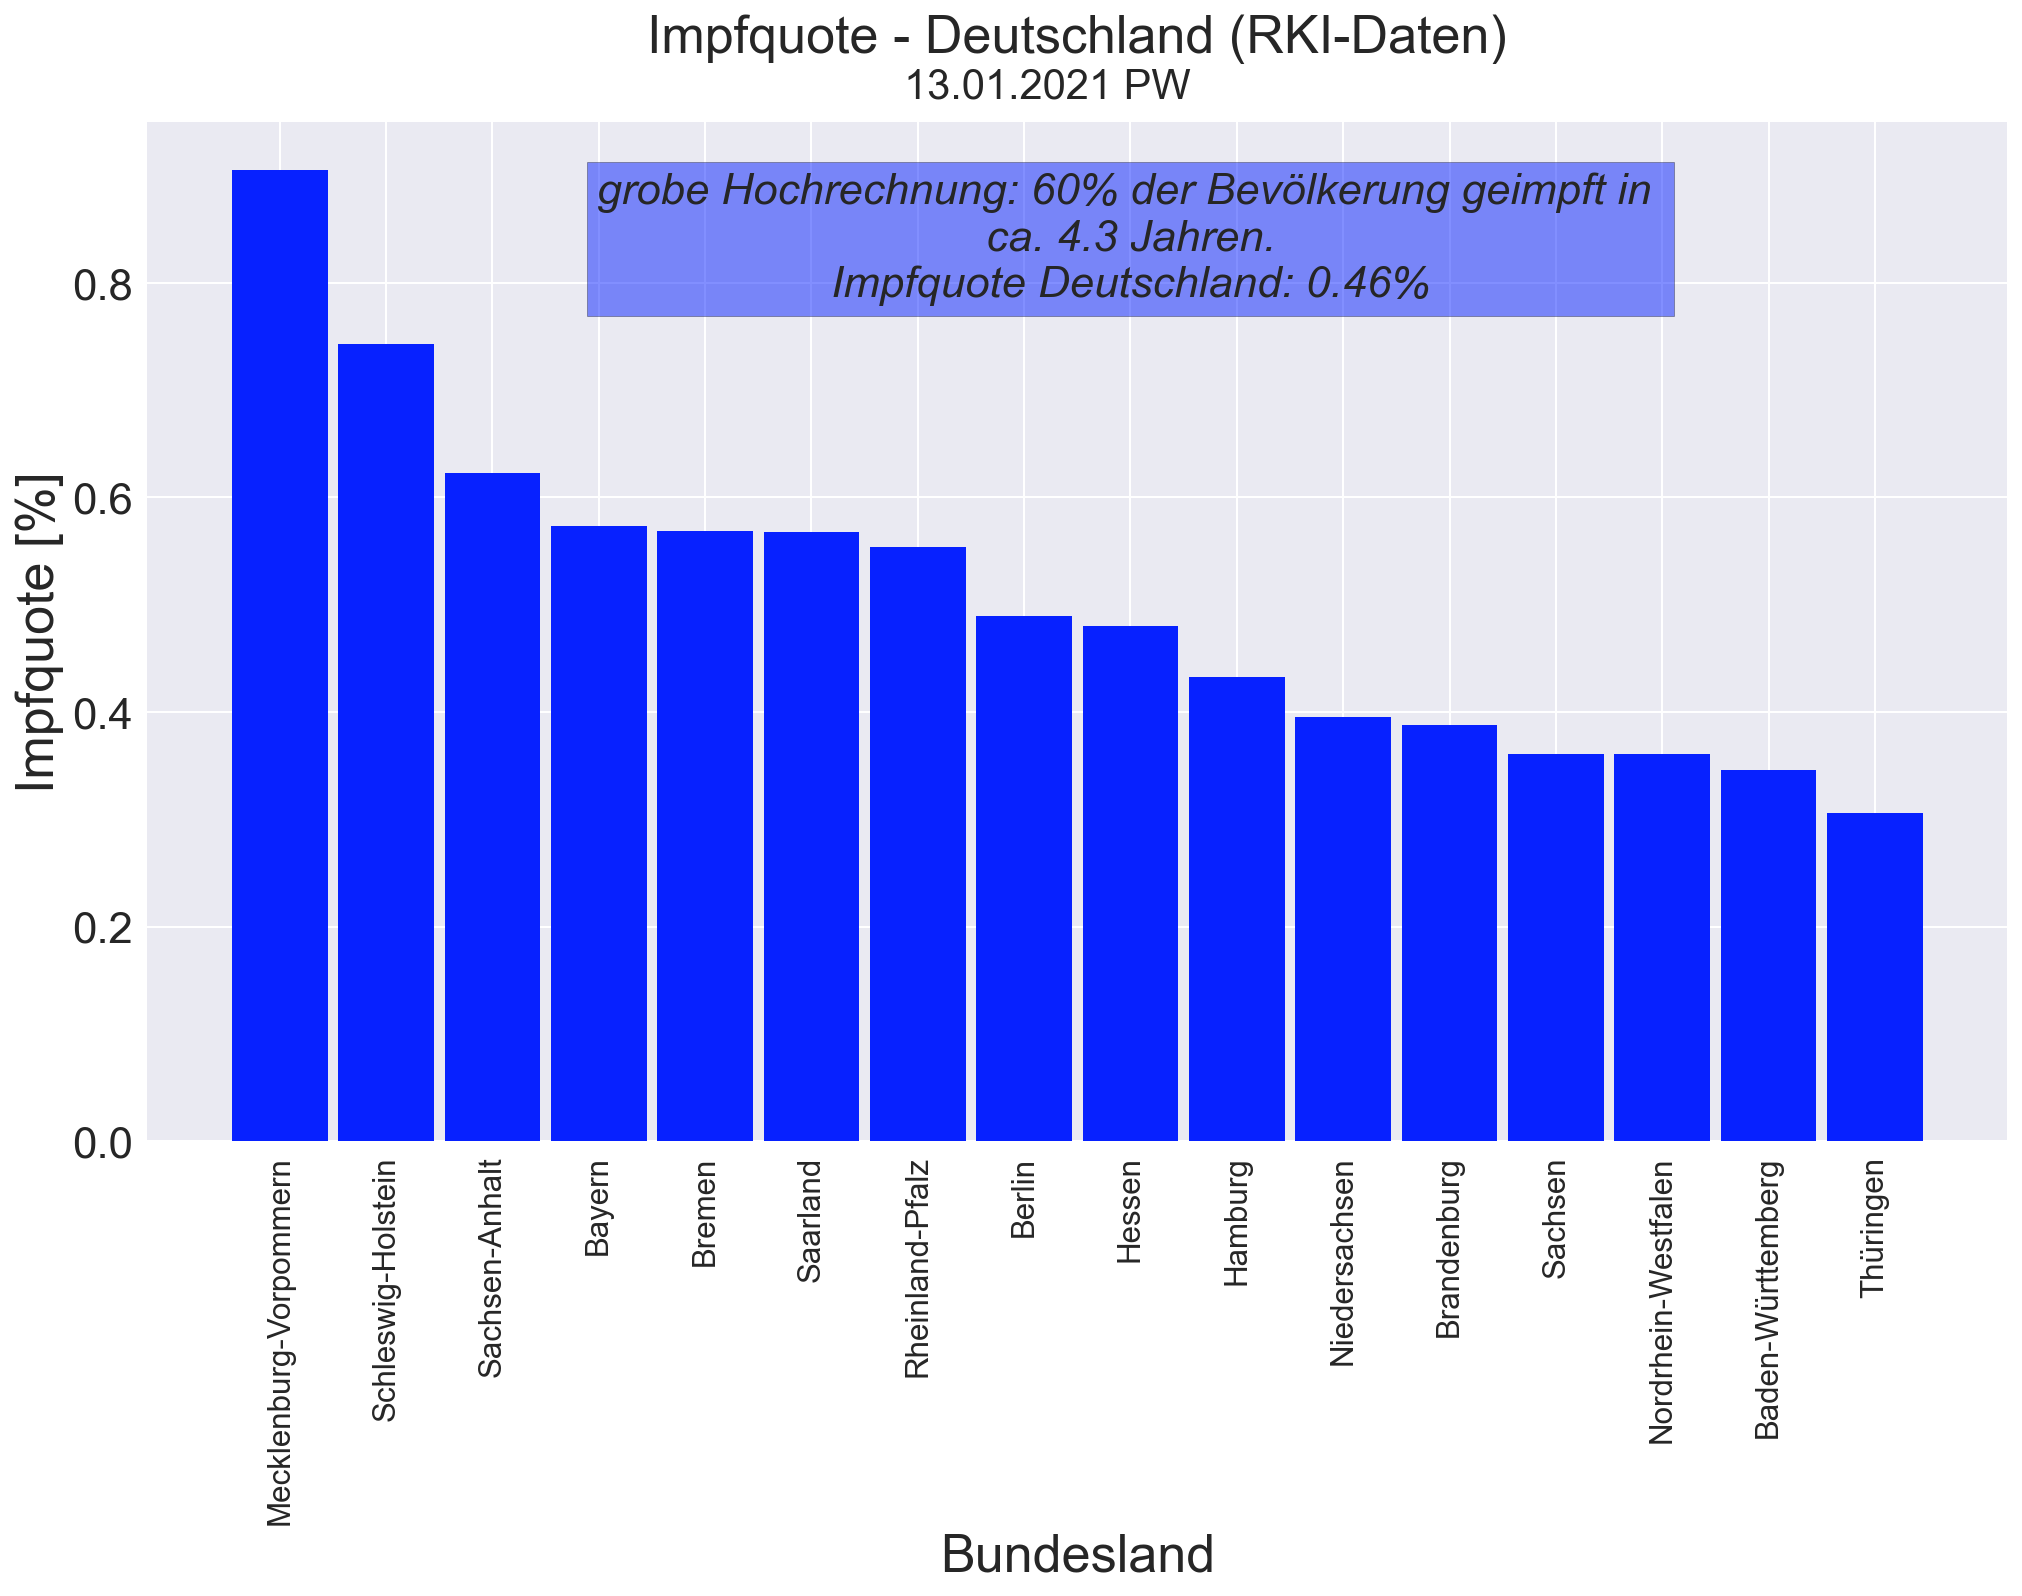 Impfquote - Deutschland (RKI-Daten)
13.01.2021 PW
grobe Hochrechnung: 60% der Bevölkerung geimpft in
ca. 4.3 Jahren.
Impfquote Deutschland: 0.46%
Impfquote [%]
0.8
0.6
0.4
0.2
0.0
Mecklenburg-Vorpommern
Schleswig-Holstein
Sachsen-Anhalt
Bayern
Bremen
Saarland
Rheinland-Pfalz
Berlin
Hessen
Hamburg
Niedersachsen
Brandenburg
Sachsen
Nordrhein-Westfalen
Baden-Württemberg
Thüringen
Bundesland